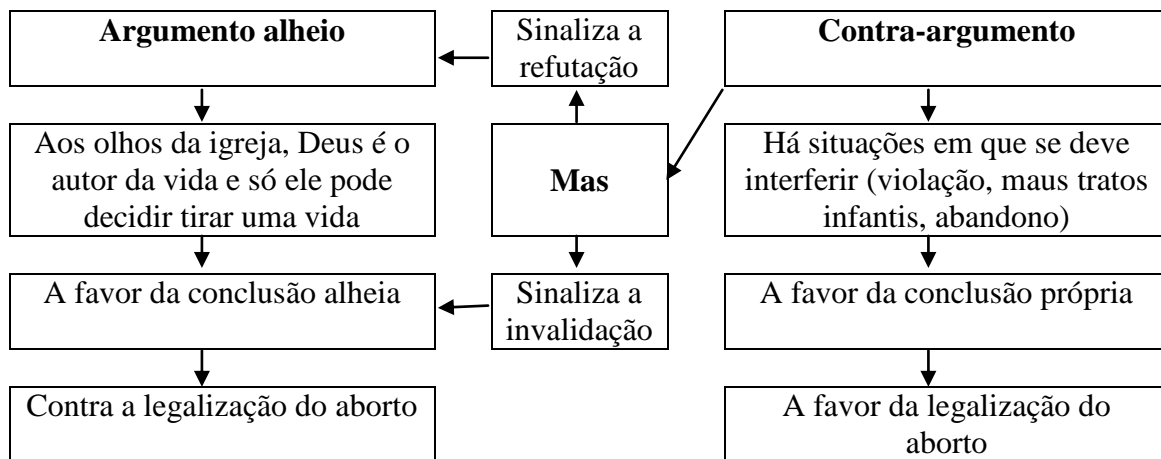 Argumento alheio
Sinaliza a
refutação
Contra-argumento
Aos olhos da igreja, Deus é o
autor da vida e só ele pode
decidir tirar uma vida
Mas
Há situações em que se deve
interferir (violação, maus tratos
infantis, abandono)
A favor da conclusão alheia
Sinaliza a
invalidação
A favor da conclusão própria
Contra a legalização do aborto
A favor da legalização do
aborto